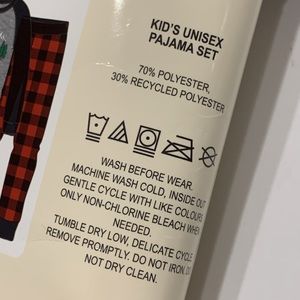 KID'S UNISEX
PAJAMA SET
70% POLYESTER,
30% RECYCLED POLYESTER
WASH BEFORE WEAR.
MACHINE WASH COLD, INSIDE OUT
GENTLE CYCLE WITH LIKE COLOURS
ONLY NON-CHLORINE BLEACH WHEN
NEEDED.
TUMBLE DRY LOW, DELICATE CYCLE
REMOVE PROMPTLY. DO NOT IRON. DO
NOT DRY CLEAN.